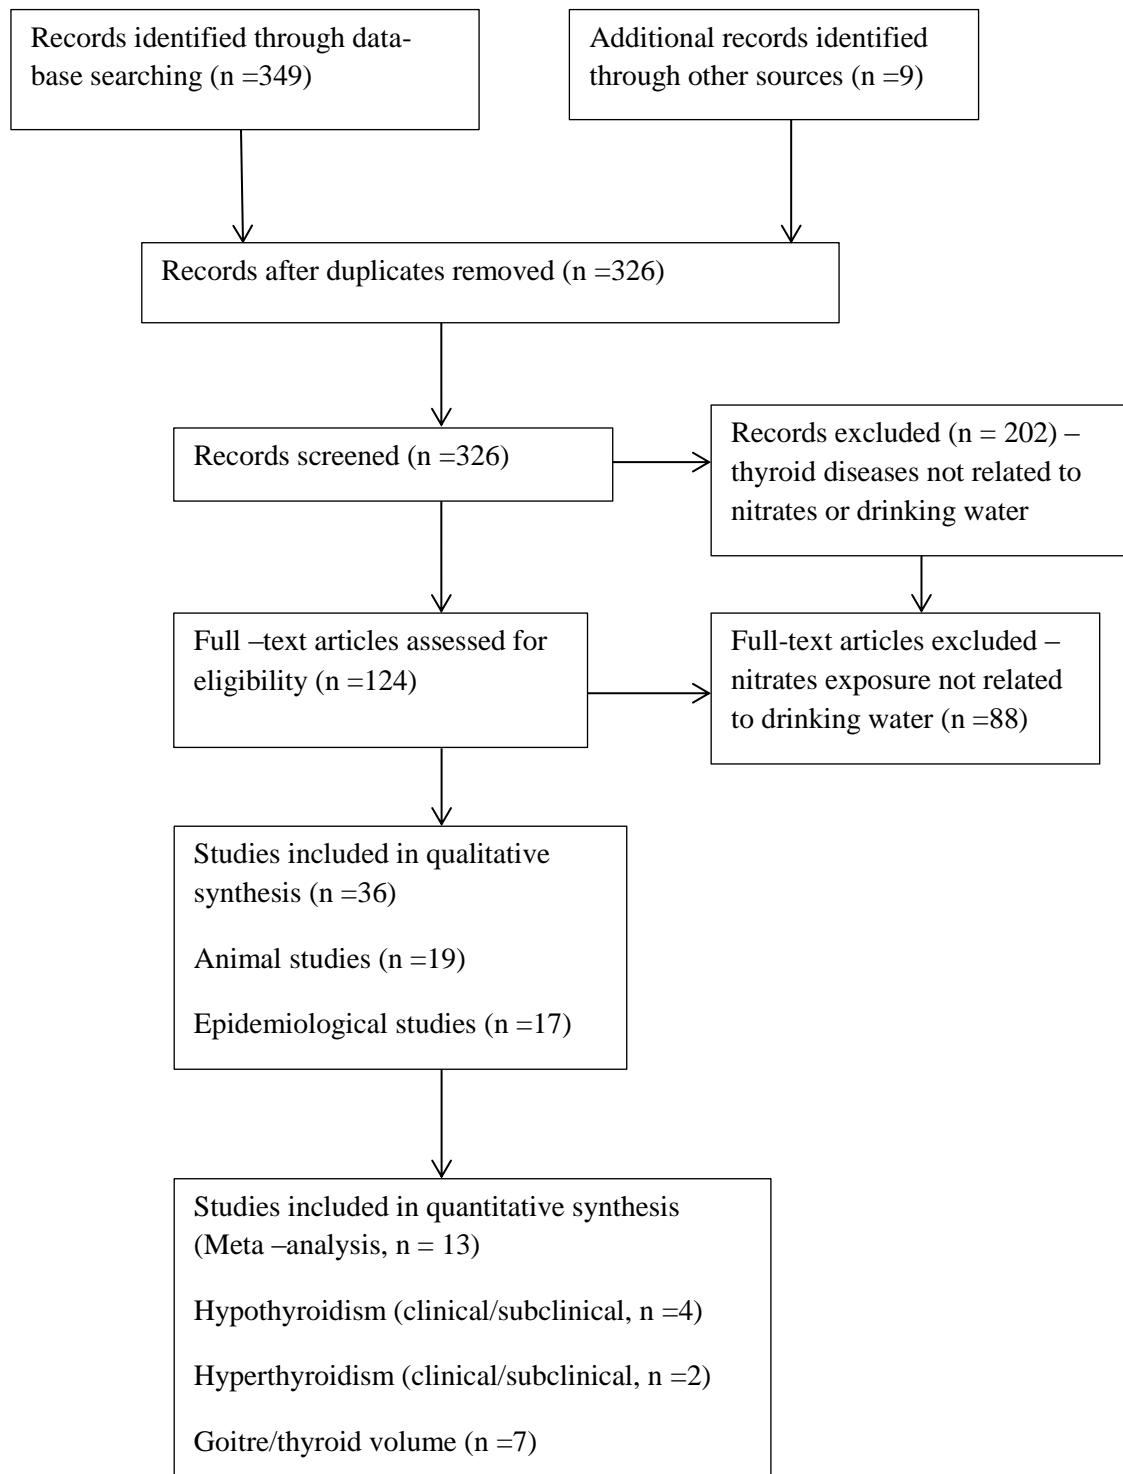 Records identified through data-
base searching (n =349)
Additional records identified
through other sources (n =9)
Records after duplicates removed (n =326)
Records screened (n =326)
Records excluded (n = 202) –
thyroid diseases not related to
nitrates or drinking water
Full –text articles assessed for
eligibility (n =124)
Full-text articles excluded –
nitrates exposure not related
to drinking water (n =88)
Studies included in qualitative
synthesis (n =36)
Animal studies (n =19)
Epidemiological studies (n =17)
Studies included in quantitative synthesis
(Meta –analysis, n = 13)
Hypothyroidism (clinical/subclinical, n =4)
Hyperthyroidism (clinical/subclinical, n =2)
Goitre/thyroid volume (n =7)